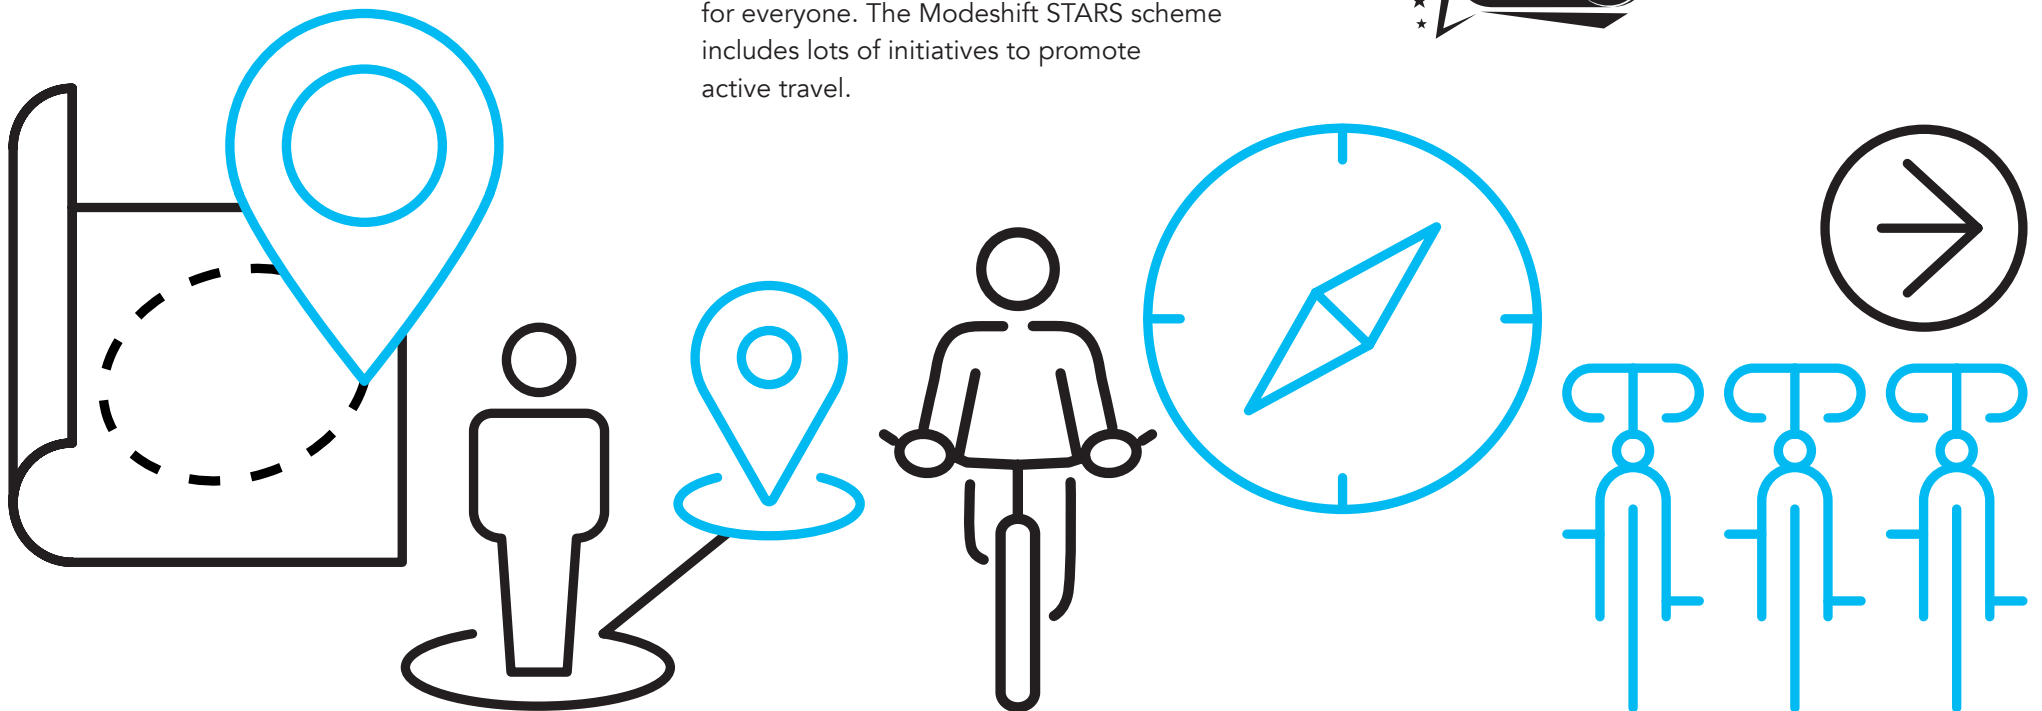 for everyone. The Modeshift STARS scheme
includes lots of initiatives to promote
active travel.